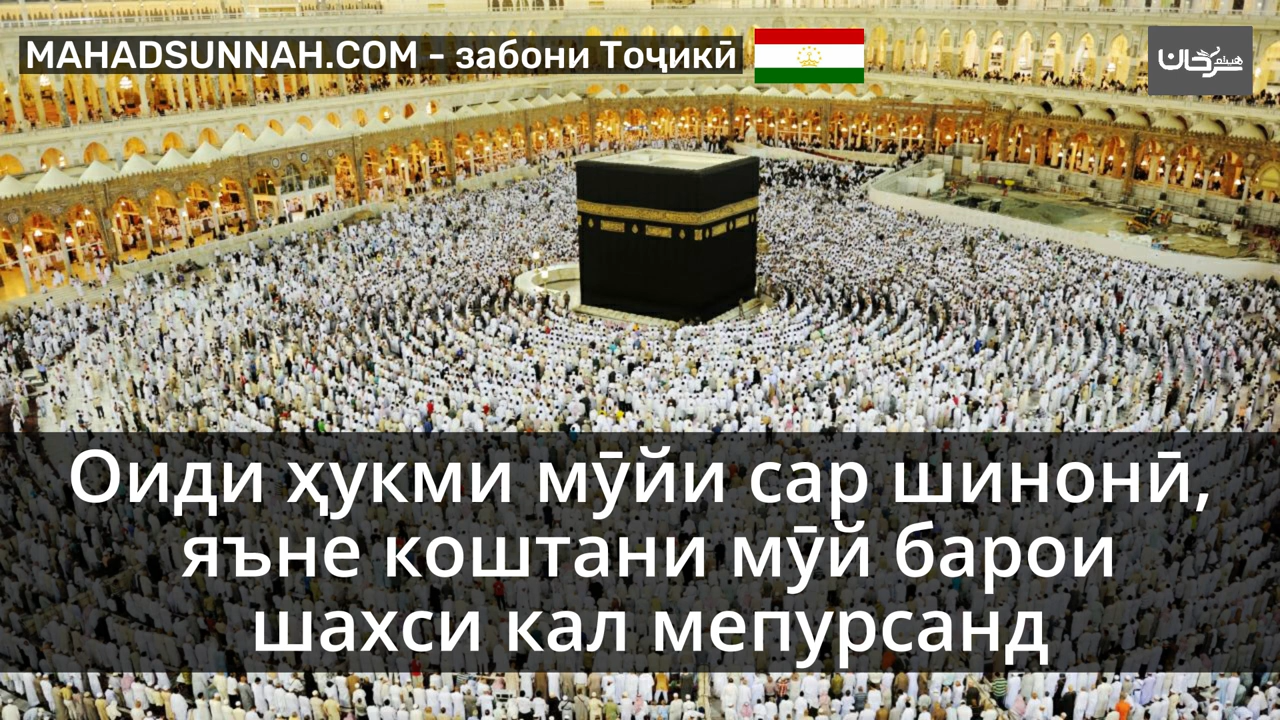 MAHADSUNNAH.COM - забони Тоҷикӣ
Оиди ҳукми мӯйи сар шинонӣ,
яъне коштани мӯй барои
шахси кал мепурсанд